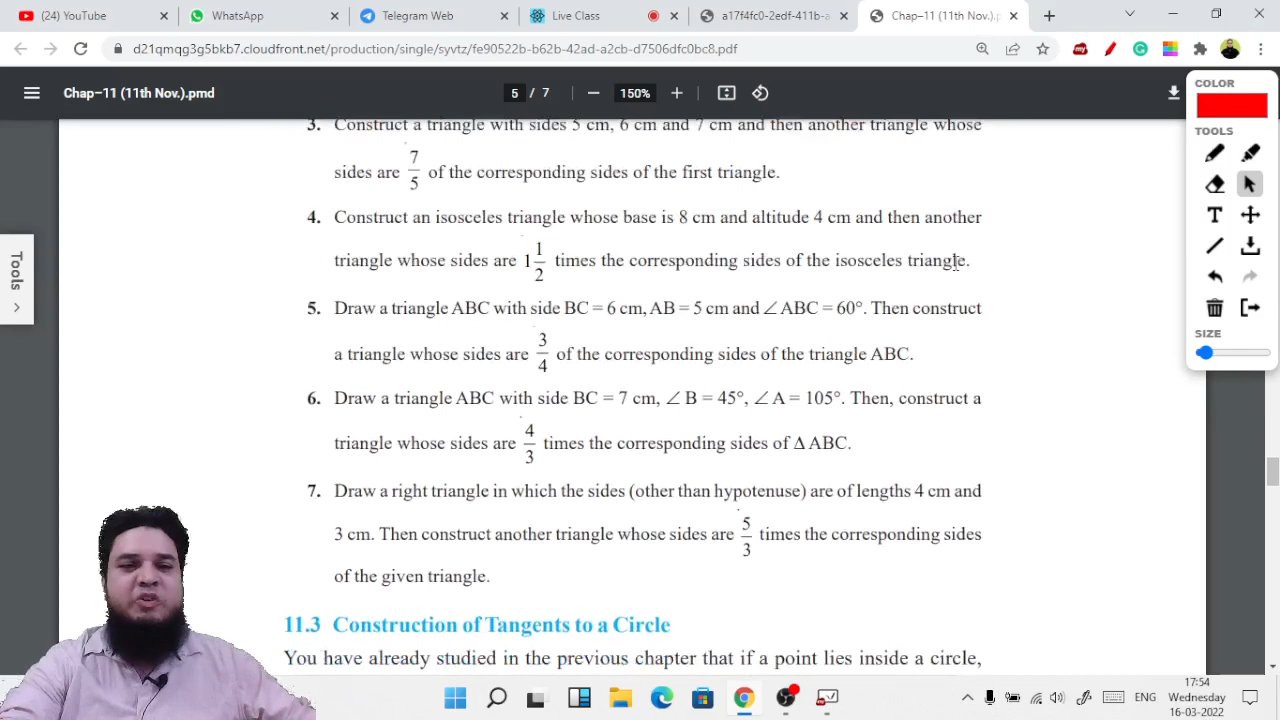 (24) YouTube
WhatsApp
Telegram Web
Live Class
a17f4fc0-2edf-411b-a
Chap-11 (11th Nov.).p
d21qmqg3g5bkb7.cloudfront.net/production/single/syvtz/fe90522b-b62b-42ad-a2cb-d7506dfc0bc8.pdf
Chap-11 (11th Nov.).pmd
5 / 7
150%
COLOR
TOOLS
SIZE
Tools
3. Construct a triangle with sides 5 cm, 6 cm and 7 cm and then another triangle whose
sides are 7/5 of the corresponding sides of the first triangle.
4. Construct an isosceles triangle whose base is 8 cm and altitude 4 cm and then another
triangle whose sides are 1 1/2 times the corresponding sides of the isosceles triangle.
5. Draw a triangle ABC with side BC = 6 cm, AB = 5 cm and ∠ABC = 60°. Then construct
a triangle whose sides are 3/4 of the corresponding sides of the triangle ABC.
6. Draw a triangle ABC with side BC = 7 cm, ∠ B = 45°, ∠ A = 105°. Then, construct a
triangle whose sides are 4/3 times the corresponding sides of Δ ABC.
7. Draw a right triangle in which the sides (other than hypotenuse) are of lengths 4 cm and
3 cm. Then construct another triangle whose sides are 5/3 times the corresponding sides
of the given triangle.
11.3 Construction of Tangents to a Circle
You have already studied in the previous chapter that if a point lies inside a circle,
ENG
17:54
Wednesday
16-03-2022